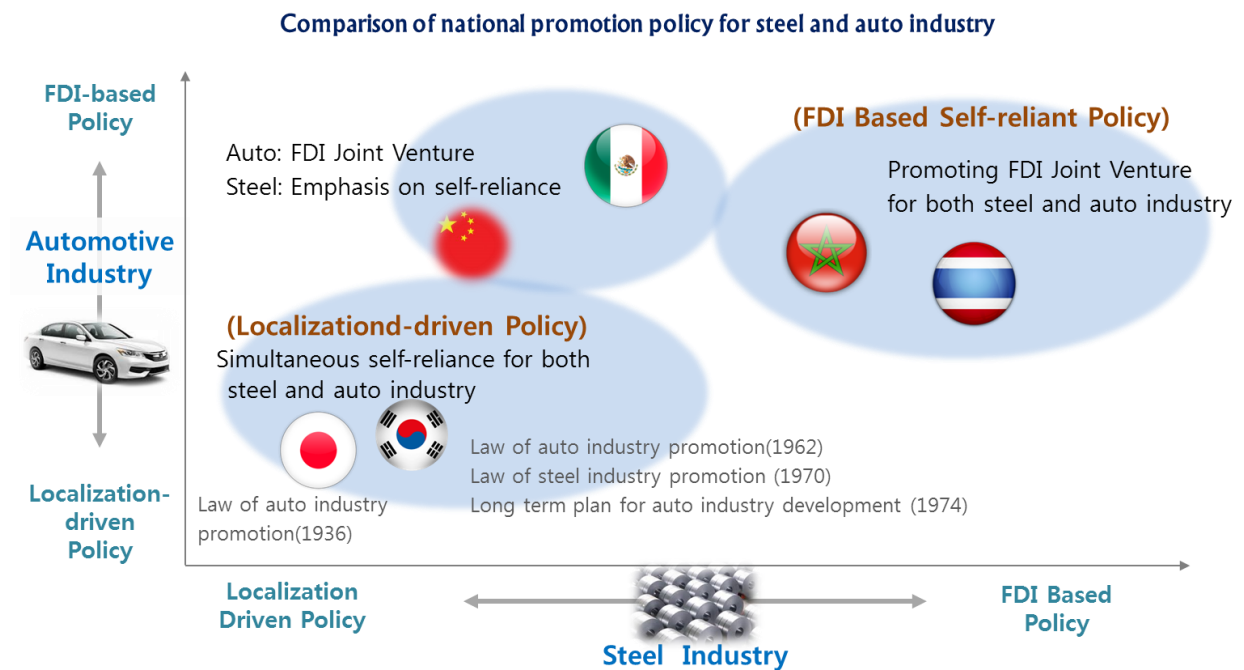 Comparison of national promotion policy for steel and auto industry
FDI-based
Policy
(FDI Based Self-reliant Policy)
Auto: FDI Joint Venture
Steel: Emphasis on self-reliance
Promoting FDI Joint Venture
for both steel and auto industry
Automotive
Industry
(Localizationd-driven Policy)
Simultaneous self-reliance for both
steel and auto industry
Law of auto industry promotion(1962)
Law of steel industry promotion (1970)
Long term plan for auto industry development (1974)
Localization-
driven
Policy
Law of auto industry
promotion(1936)
Localization
Driven Policy
FDI Based
Policy
Steel Industry